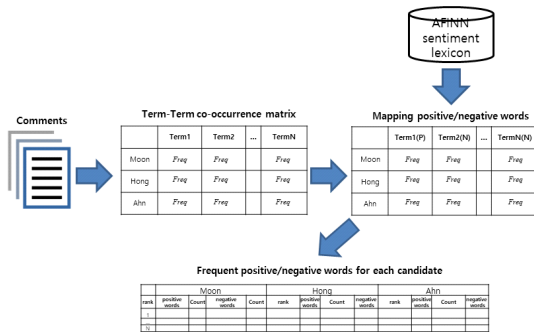 AFINN
sentiment
lexicon
Comments
Term-Term co-occurrence matrix
Term1 Term2 ... TermN
Moon Freq Freq Freq
Hong Freq Freq Freq
Ahn Freq Freq Freq
Mapping positive/negative words
Term1(P) Term2(N) ... TermN(N)
Moon Freq Freq Freq
Hong Freq Freq Freq
Ahn Freq Freq Freq
Frequent positive/negative words for each candidate
Moon Hong Ahn
rank positive words Count negative words Count rank positive words Count negative words rank positive words Count negative words
1
N